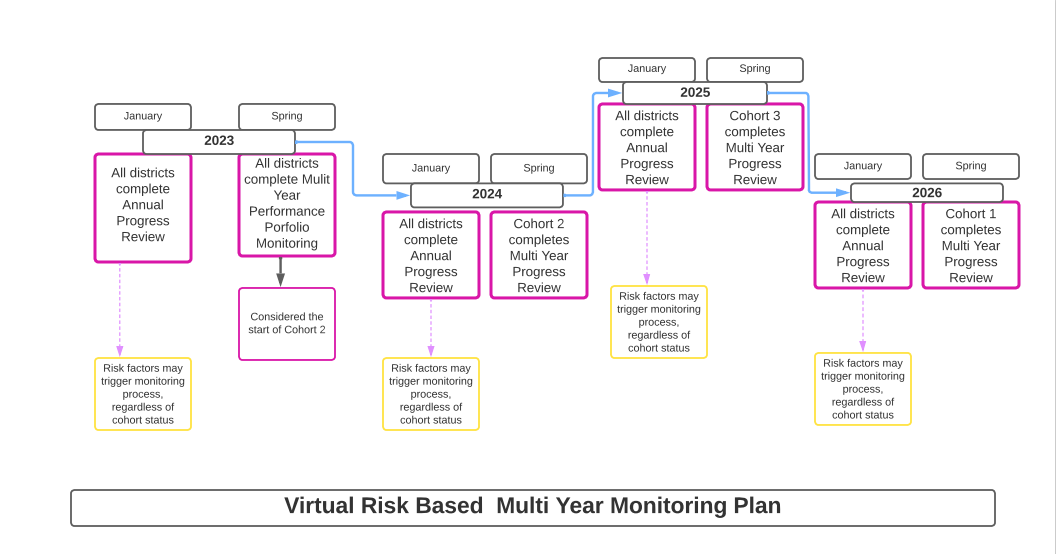 January
Spring
2023
All districts
complete
Annual
Progress
Review
All districts
complete Mulit
Year
Performance
Porfolio
Monitoring
Considered the
start of Cohort 2
Risk factors may
trigger monitoring
process,
regardless of
cohort status
January
Spring
2024
All districts
complete
Annual
Progress
Review
Cohort 2
completes
Multi Year
Progress
Review
Risk factors may
trigger monitoring
process,
regardless of
cohort status
January
Spring
2025
All districts
complete
Annual
Progress
Review
Cohort 3
completes
Multi Year
Progress
Review
Risk factors may
trigger monitoring
process,
regardless of
cohort status
January
Spring
2026
All districts
complete
Annual
Progress
Review
Cohort 1
completes
Multi Year
Progress
Review
Risk factors may
trigger monitoring
process,
regardless of
cohort status
Virtual Risk Based  Multi Year Monitoring Plan